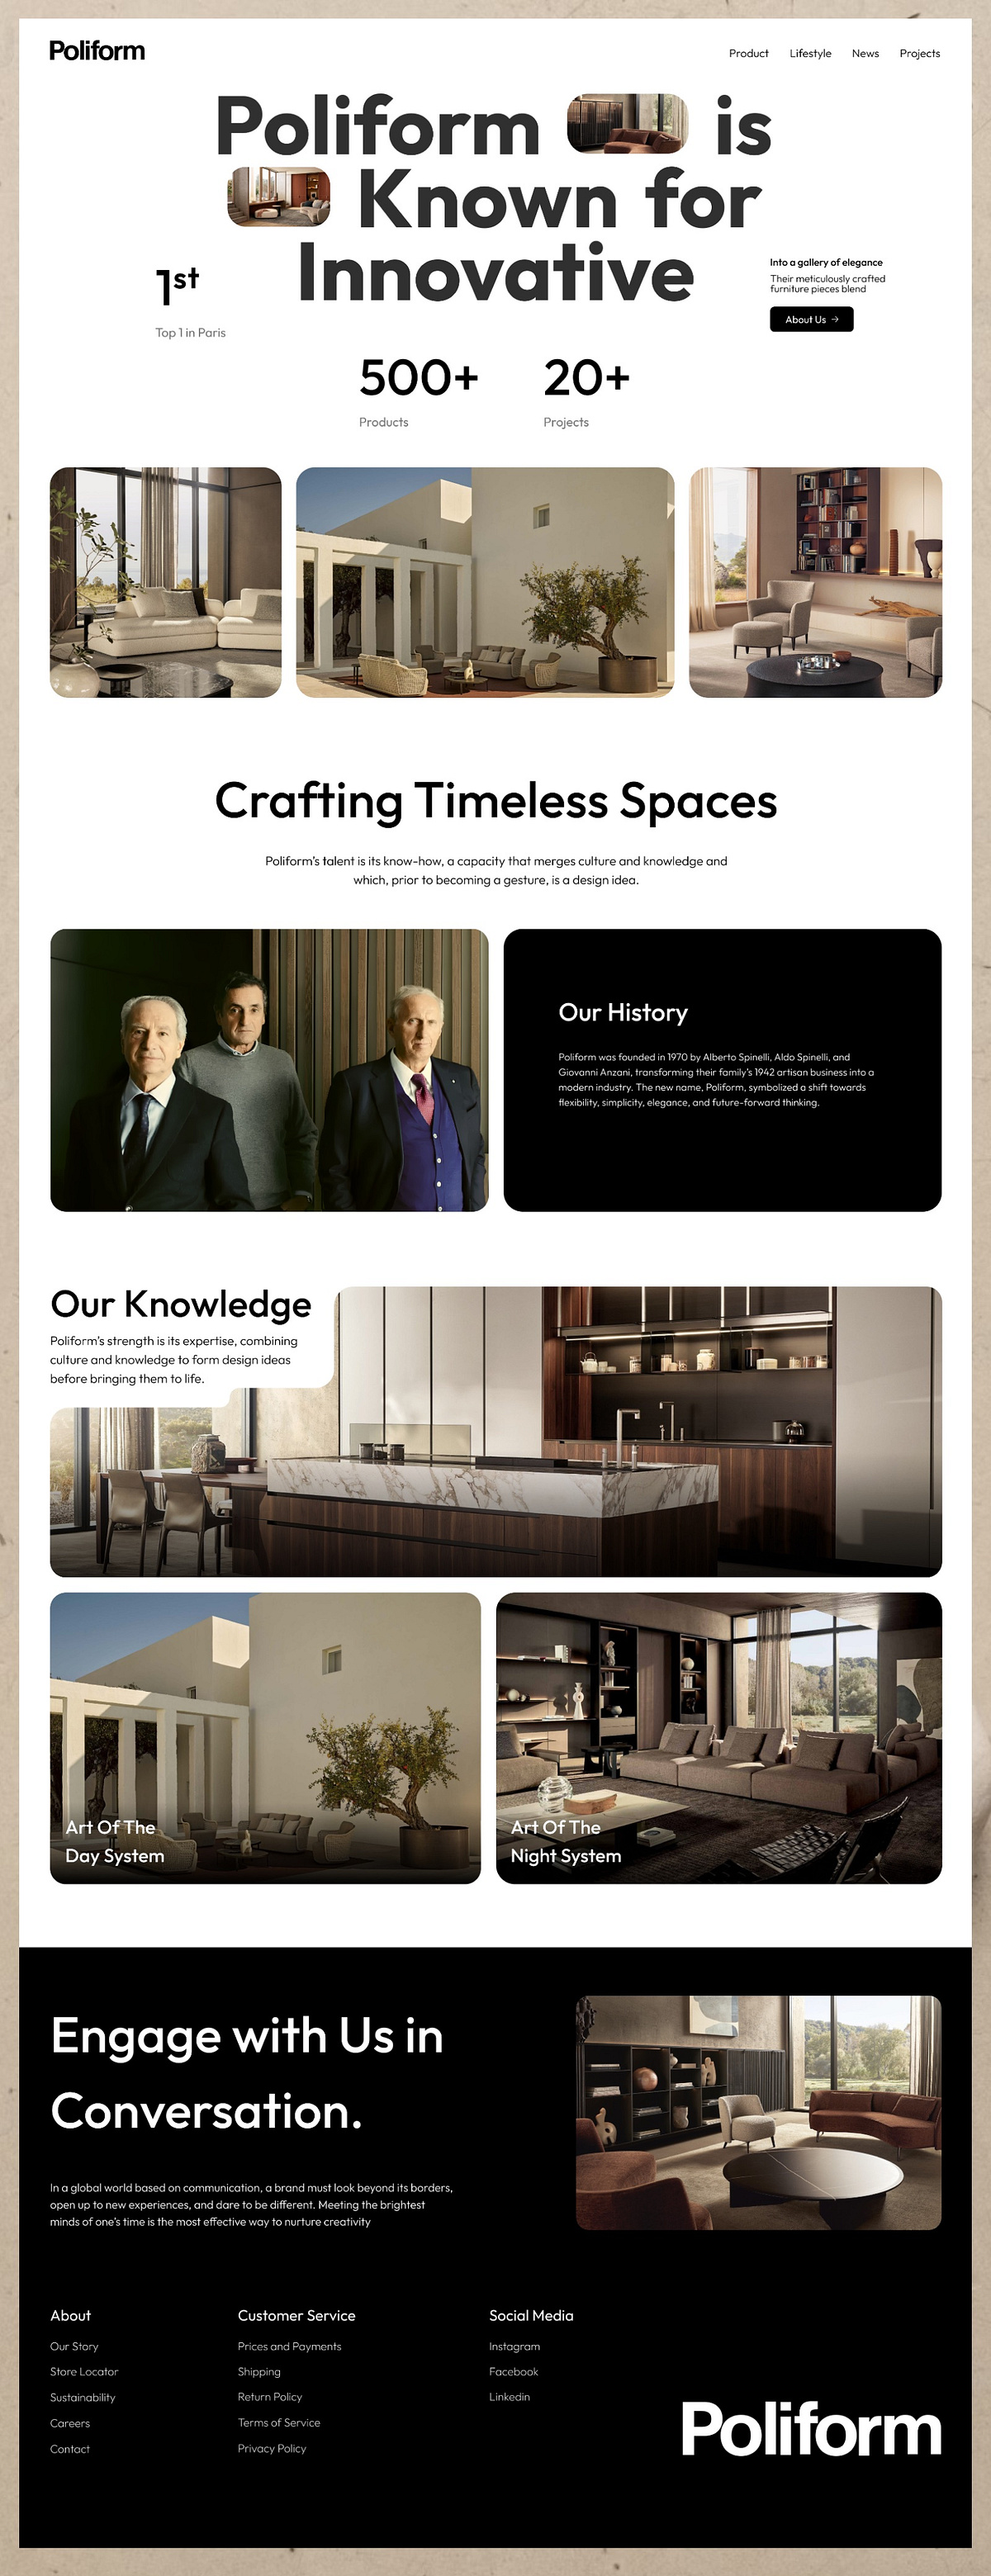 Poliform
Product
Lifestyle
News
Projects
Poliform is
Known for
Innovative
1st
Top 1 in Paris
Into a gallery of elegance
Their meticulously crafted
furniture pieces blend
About Us →
500+
Products
20+
Projects
Crafting Timeless Spaces
Poliform's talent is its know-how, a capacity that merges culture and knowledge and
which, prior to becoming a gesture, is a design idea.
Our History
Poliform was founded in 1970 by Alberto Spinelli, Aldo Spinelli, and
Giovanni Anzani, transforming their family's 1942 artisan business into a
modern industry. The new name, Poliform, symbolized a shift towards
flexibility, simplicity, elegance, and future-forward thinking.
Our Knowledge
Poliform's strength is its expertise, combining
culture and knowledge to form design ideas
before bringing them to life.
Art Of The
Day System
Art Of The
Night System
Engage with Us in
Conversation.
In a global world based on communication, a brand must look beyond its borders,
open up to new experiences, and dare to be different. Meeting the brightest
minds of one's time is the most effective way to nurture creativity
About
Our Story
Store Locator
Sustainability
Careers
Contact
Customer Service
Prices and Payments
Shipping
Return Policy
Terms of Service
Privacy Policy
Social Media
Instagram
Facebook
Linkedin
Poliform